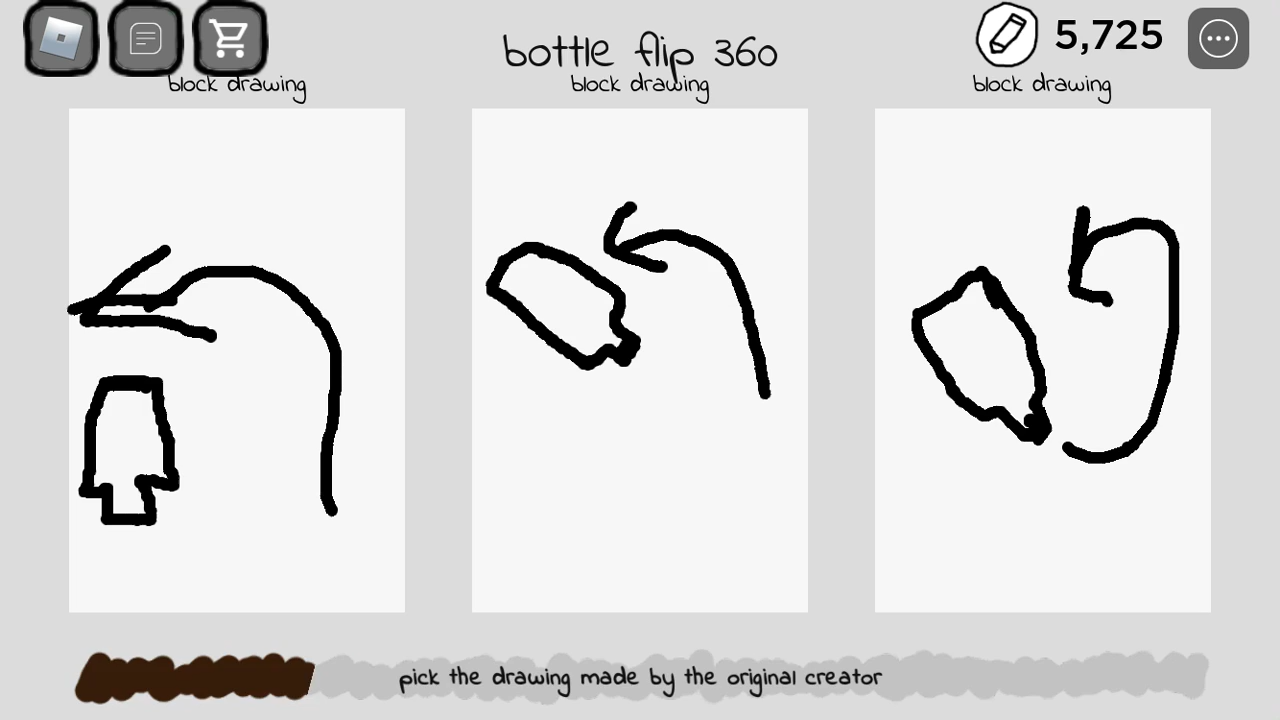 5,725
bottle flip 360
block drawing
block drawing
block drawing
pick the drawing made by the original creator